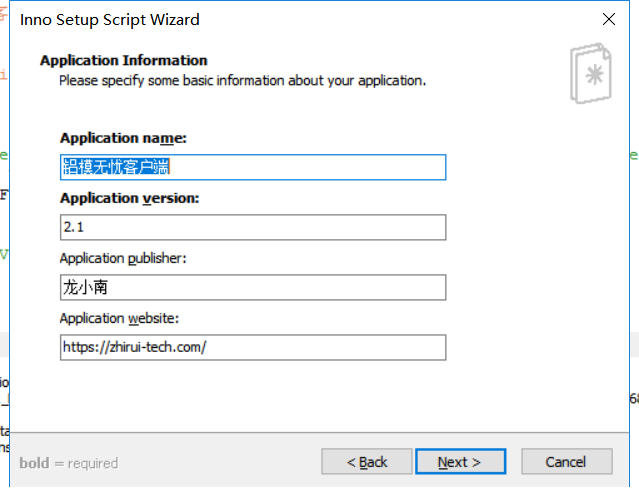 Inno Setup Script Wizard
Application Information
Please specify some basic information about your application.
Application name:
铝模无忧客户端
Application version:
2.1
Application publisher:
龙小南
Application website:
https://zhirui-tech.com/
bold = required
< Back
Next >
Cancel